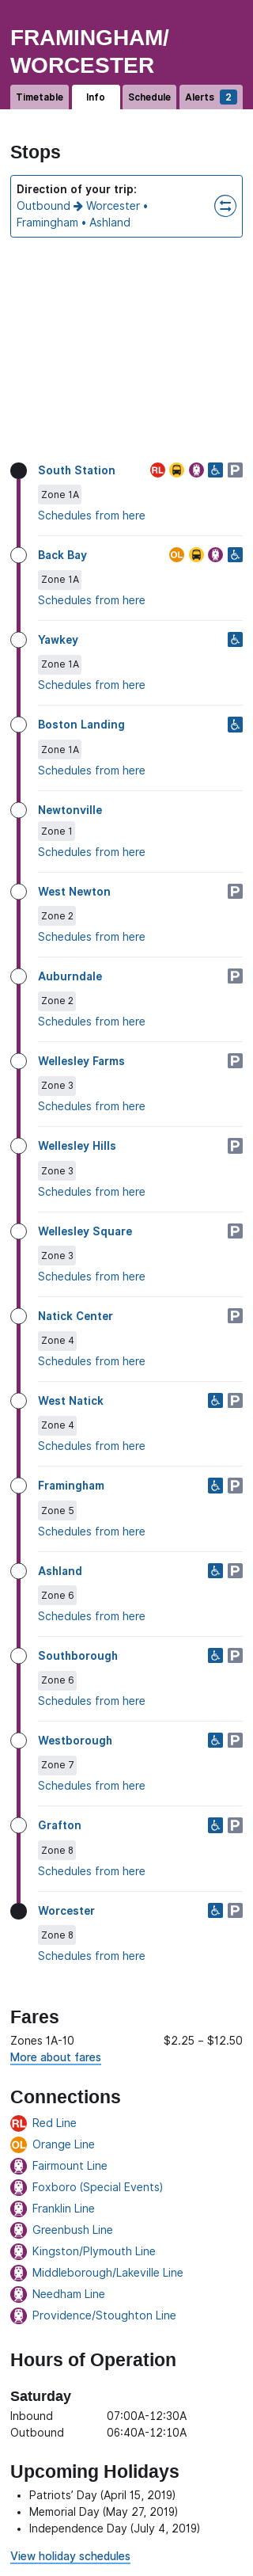 FRAMINGHAM/
WORCESTER
Timetable Info Schedule Alerts 2
Stops
Direction of your trip:
Outbound → Worcester •
Framingham • Ashland
South Station RL P
Zone 1A
Schedules from here
Back Bay OL
Zone 1A
Schedules from here
Yawkey
Zone 1A
Schedules from here
Boston Landing
Zone 1A
Schedules from here
Newtonville
Zone 1
Schedules from here
West Newton P
Zone 2
Schedules from here
Auburndale P
Zone 2
Schedules from here
Wellesley Farms P
Zone 3
Schedules from here
Wellesley Hills P
Zone 3
Schedules from here
Wellesley Square P
Zone 3
Schedules from here
Natick Center P
Zone 4
Schedules from here
West Natick P
Zone 4
Schedules from here
Framingham P
Zone 5
Schedules from here
Ashland P
Zone 6
Schedules from here
Southborough P
Zone 6
Schedules from here
Westborough P
Zone 7
Schedules from here
Grafton P
Zone 8
Schedules from here
Worcester P
Zone 8
Schedules from here
Fares
Zones 1A-10 $2.25 – $12.50
More about fares
Connections
RL Red Line
OL Orange Line
Fairmount Line
Foxboro (Special Events)
Franklin Line
Greenbush Line
Kingston/Plymouth Line
Middleborough/Lakeville Line
Needham Line
Providence/Stoughton Line
Hours of Operation
Saturday
Inbound 07:00A-12:30A
Outbound 06:40A-12:10A
Upcoming Holidays
• Patriots’ Day (April 15, 2019)
• Memorial Day (May 27, 2019)
• Independence Day (July 4, 2019)
View holiday schedules